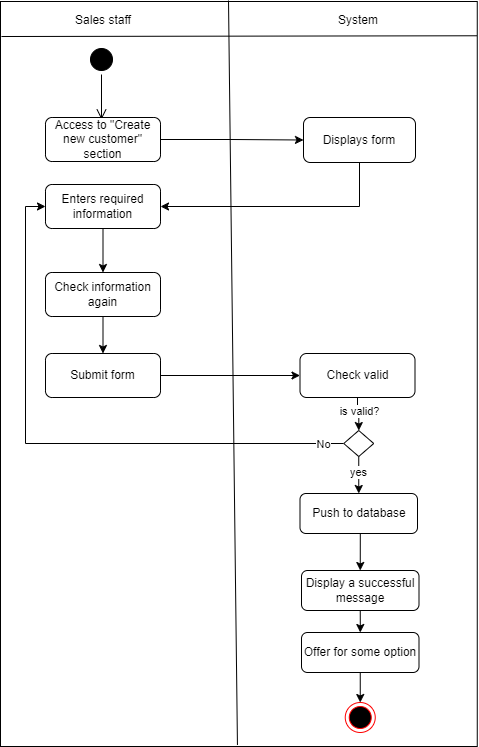 Sales staff
System
Access to "Create
new customer"
section
Displays form
Enters required
information
Check information
again
Submit form
Check valid
is valid?
No
yes
Push to database
Display a successful
message
Offer for some option